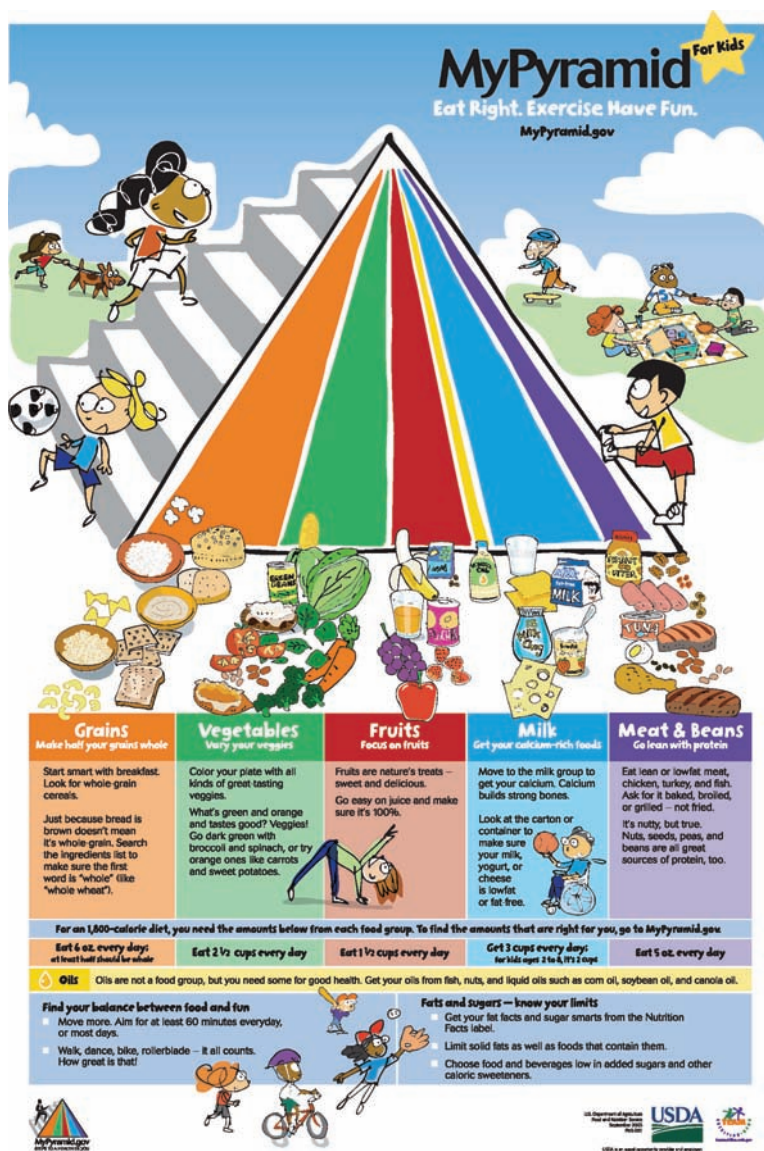 For Kids
MyPyramid
Eat Right. Exercise. Have Fun.
MyPyramid.gov
GREEN BEANS
OIL
fat free
MILK
PEANUT BUTTER
TUNA
Grains
Make half your grains whole
Start smart with breakfast.
Look for whole-grain
cereals.
Just because bread is
brown doesn't mean
it's whole-grain. Search
the ingredients list to
make sure the first
word is "whole" (like
"whole wheat").
Vegetables
Vary your veggies
Color your plate with all
kinds of great-tasting
veggies.
What's green and orange
and tastes good? Veggies!
Go dark green with
broccoli and spinach, or try
orange ones like carrots
and sweet potatoes.
Fruits
Focus on fruits
Fruits are nature's treats –
sweet and delicious.
Go easy on juice and make
sure it's 100%.
Milk
Get your calcium-rich foods
Move to the milk group to
get your calcium. Calcium
builds strong bones.
Look at the carton or
container to
make sure
your milk,
yogurt, or
cheese
is lowfat
or fat-free.
Meat & Beans
Go lean with protein
Eat lean or lowfat meat,
chicken, turkey, and fish.
Ask for it baked, broiled,
or grilled – not fried.
It's nutty, but true.
Nuts, seeds, peas, and
beans are all great
sources of protein, too.
For an 1,800-calorie diet, you need the amounts below from each food group. To find the amounts that are right for you, go to MyPyramid.gov.
Eat 6 oz. every day;
at least half should be whole
Eat 2 1/2 cups every day
Eat 1 1/2 cups every day
Get 3 cups every day;
for kids ages 2 to 8, it's 2 cups
Eat 5 oz. every day
Oils Oils are not a food group, but you need some for good health. Get your oils from fish, nuts, and liquid oils such as corn oil, soybean oil, and canola oil.
Find your balance between food and fun
Move more. Aim for at least 60 minutes everyday,
or most days.
Walk, dance, bike, rollerblade – it all counts.
How great is that!
Fats and sugars — know your limits
Get your fat facts and sugar smarts from the Nutrition
Facts label.
Limit solid fats as well as foods that contain them.
Choose food and beverages low in added sugars and other
caloric sweeteners.
MyPyramid.gov
U.S. Department of Agriculture
Food and Nutrition Service
September 2005
USDA
TEAM